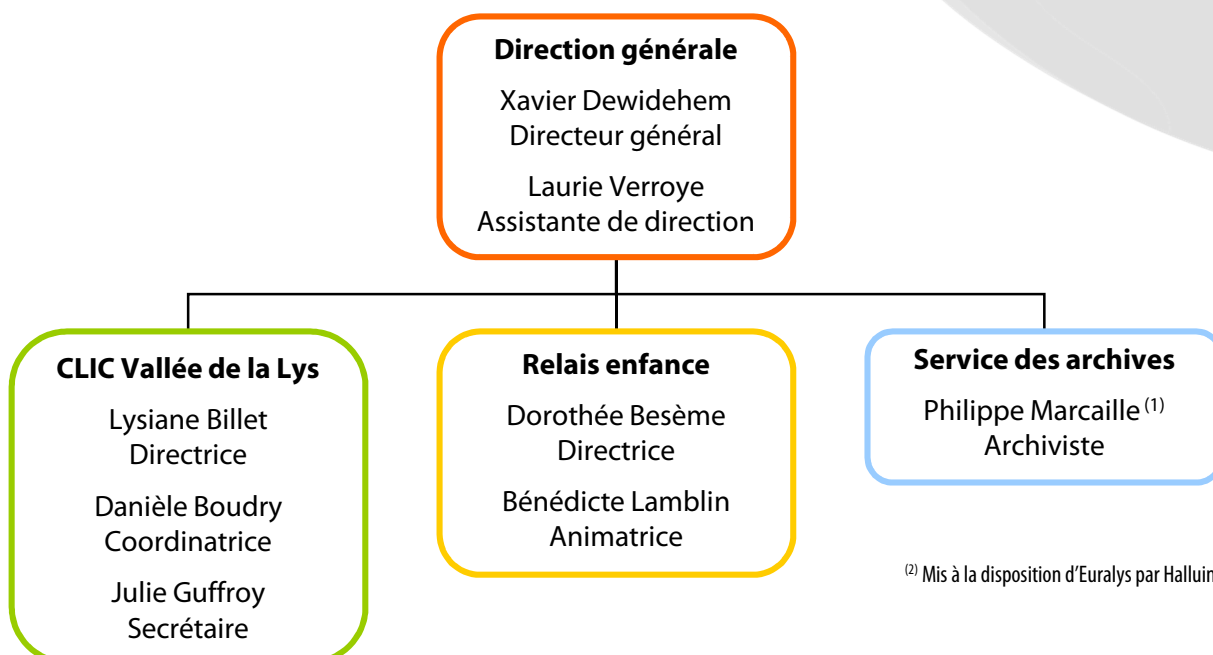 Direction générale
Xavier Dewidehem
Directeur général
Laurie Verroye
Assistante de direction
CLIC Vallée de la Lys
Lysiane Billet
Directrice
Danièle Boudry
Coordinatrice
Julie Guffroy
Secrétaire
Relais enfance
Dorothée Besème
Directrice
Bénédicte Lamblin
Animatrice
Service des archives
Philippe Marcaille (1)
Archiviste
(2) Mis à la disposition d'Euralys par Halluin